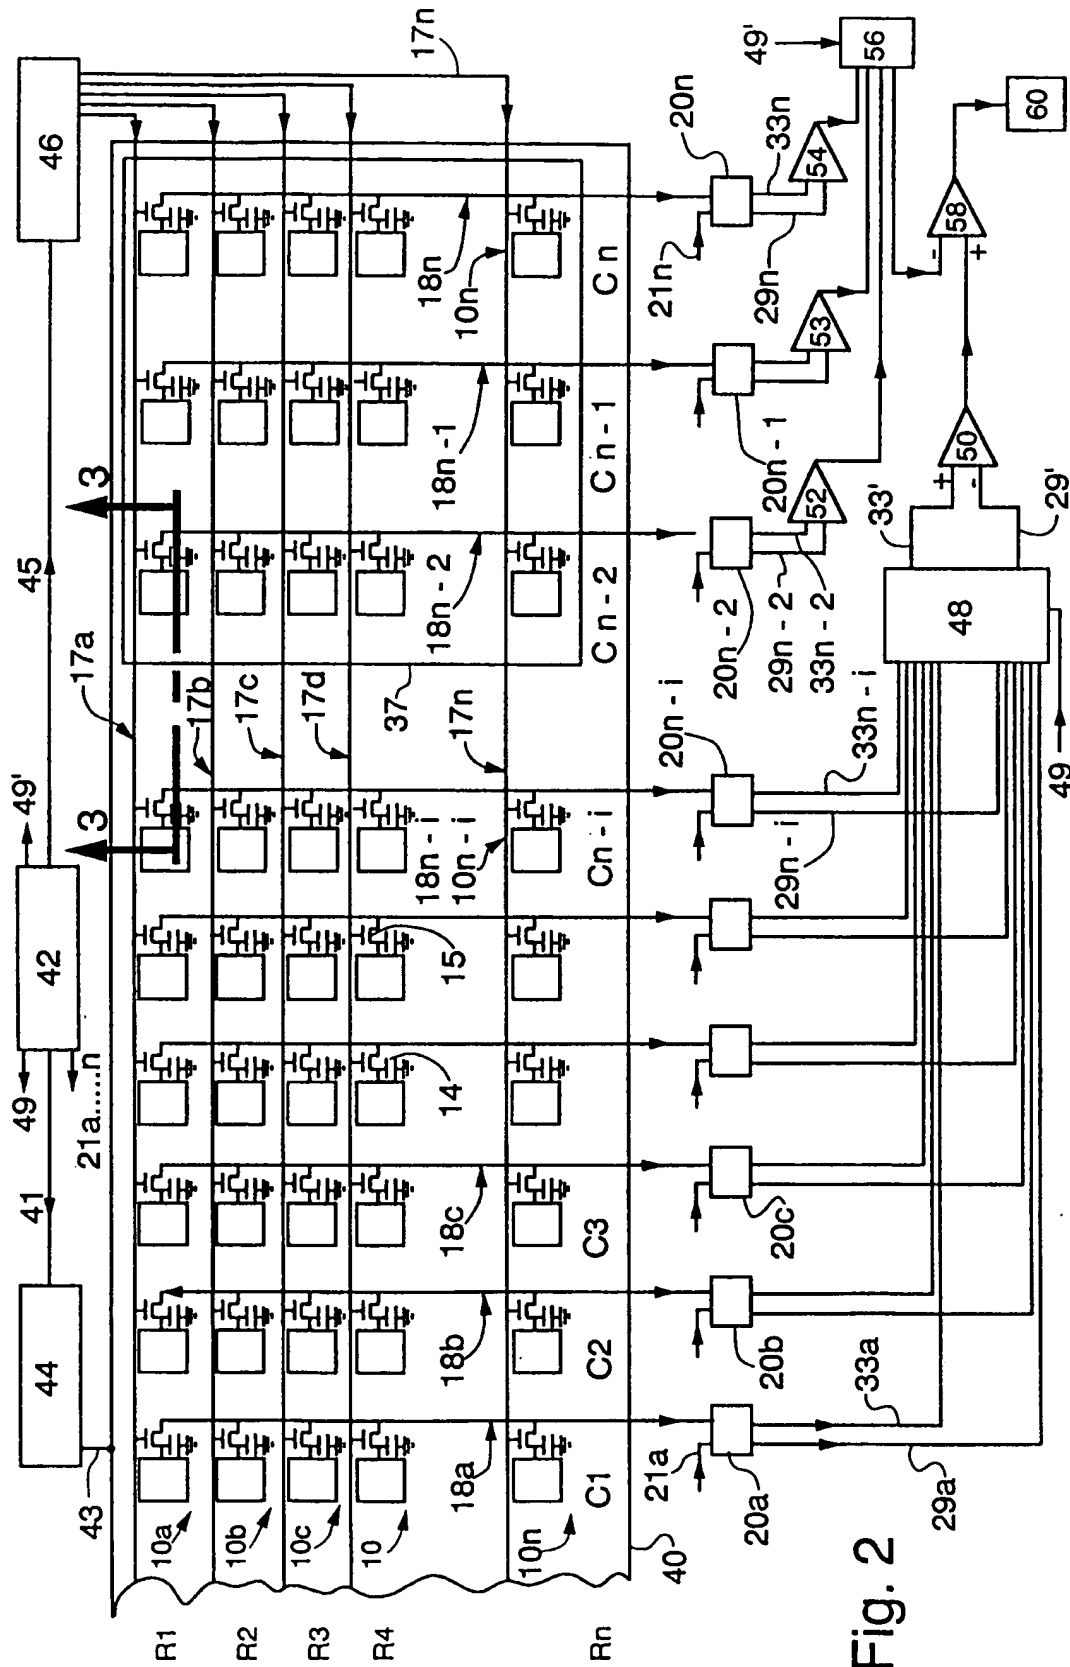 44
41
49
42
21a.....n
49'
45
46
43
17a
3
3
17n
R1
10a
17b
R2
10b
17c
R3
10c
17d
R4
10
14
15
37
18a
18b
18c
18n-i
10n-i
17n
18n-2
18n-1
18n
10n
Rn
10n
C1
C2
C3
Cn-i
Cn-2
Cn-1
Cn
40
21a
20a
20b
20c
20n-i
20n-2
20n-1
21n
20n
33a
29a
29n-i
33n-i
29n-2
33n-2
29n
33n
52
53
54
49'
56
48
49
33'
29'
+
-
50
-
+
58
60
Fig. 2